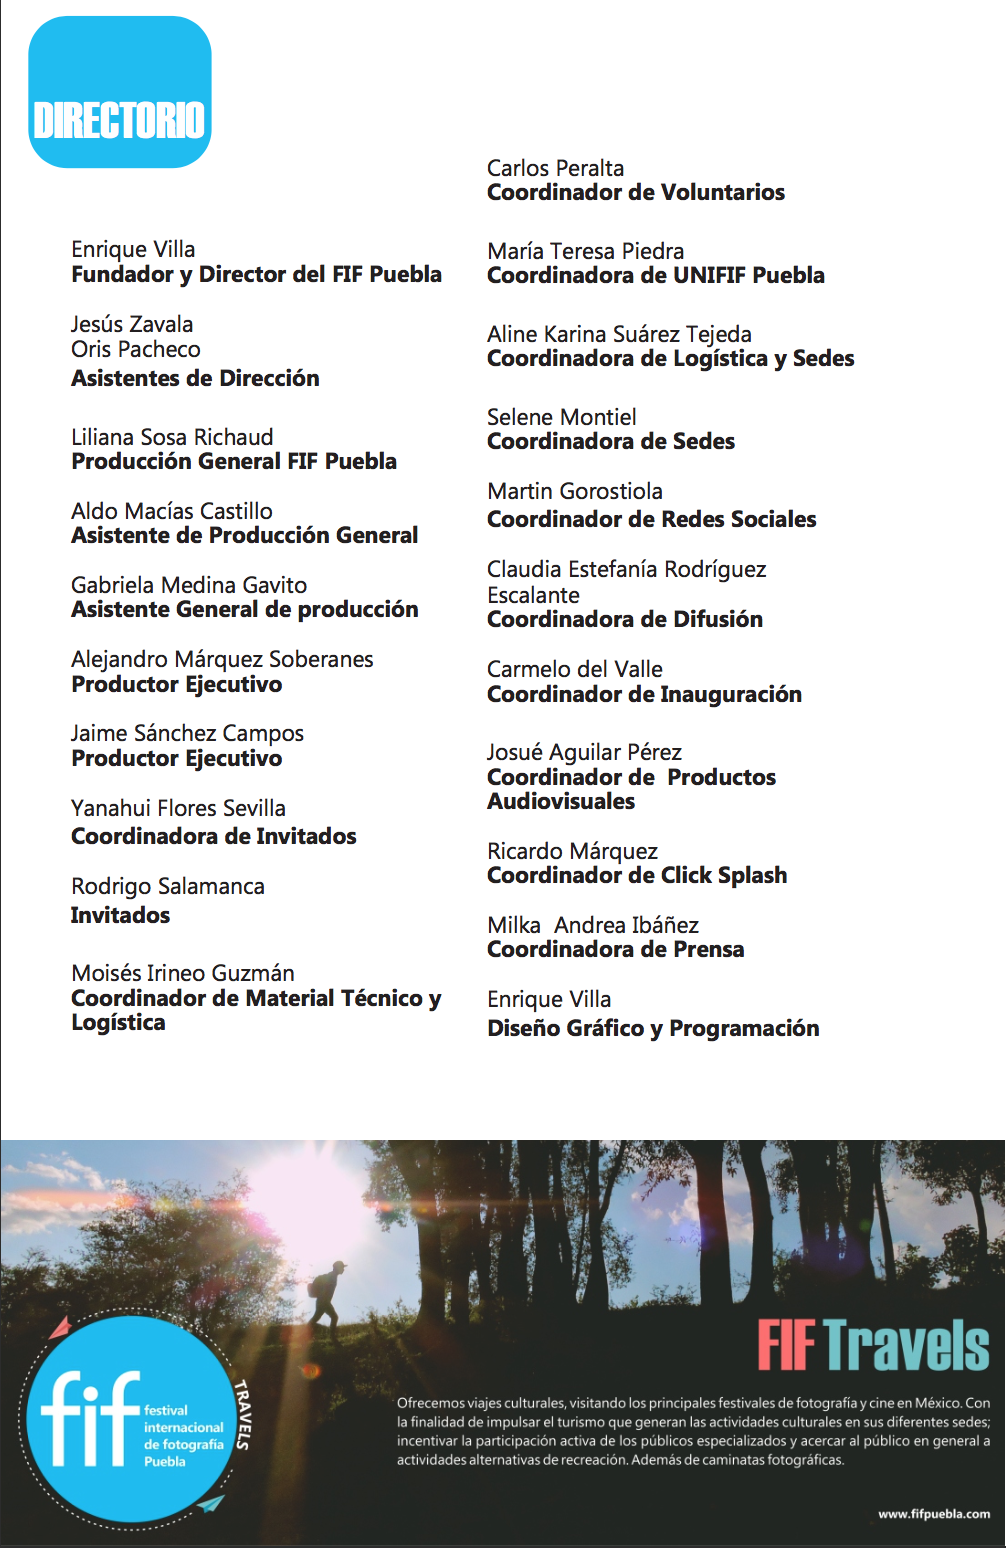 DIRECTORIO
Enrique Villa
Fundador y Director del FIF Puebla
Jesús Zavala
Oris Pacheco
Asistentes de Dirección
Liliana Sosa Richaud
Producción General FIF Puebla
Aldo Macías Castillo
Asistente de Producción General
Gabriela Medina Gavito
Asistente General de producción
Alejandro Márquez Soberanes
Productor Ejecutivo
Jaime Sánchez Campos
Productor Ejecutivo
Yanahui Flores Sevilla
Coordinadora de Invitados
Rodrigo Salamanca
Invitados
Moisés Irineo Guzmán
Coordinador de Material Técnico y
Logística
Carlos Peralta
Coordinador de Voluntarios
María Teresa Piedra
Coordinadora de UNIFIF Puebla
Aline Karina Suárez Tejeda
Coordinadora de Logística y Sedes
Selene Montiel
Coordinadora de Sedes
Martin Gorostiola
Coordinador de Redes Sociales
Claudia Estefanía Rodríguez
Escalante
Coordinadora de Difusión
Carmelo del Valle
Coordinador de Inauguración
Josué Aguilar Pérez
Coordinador de  Productos
Audiovisuales
Ricardo Márquez
Coordinador de Click Splash
Milka  Andrea Ibáñez
Coordinadora de Prensa
Enrique Villa
Diseño Gráfico y Programación
fif
festival
internacional
de fotografía
Puebla
TRAVELS
FIF Travels
Ofrecemos viajes culturales, visitando los principales festivales de fotografía y cine en México. Con
la finalidad de impulsar el turismo que generan las actividades culturales en sus diferentes sedes;
incentivar la participación activa de los públicos especializados y acercar al público en general a
actividades alternativas de recreación. Además de caminatas fotográficas.
www.fifpuebla.com